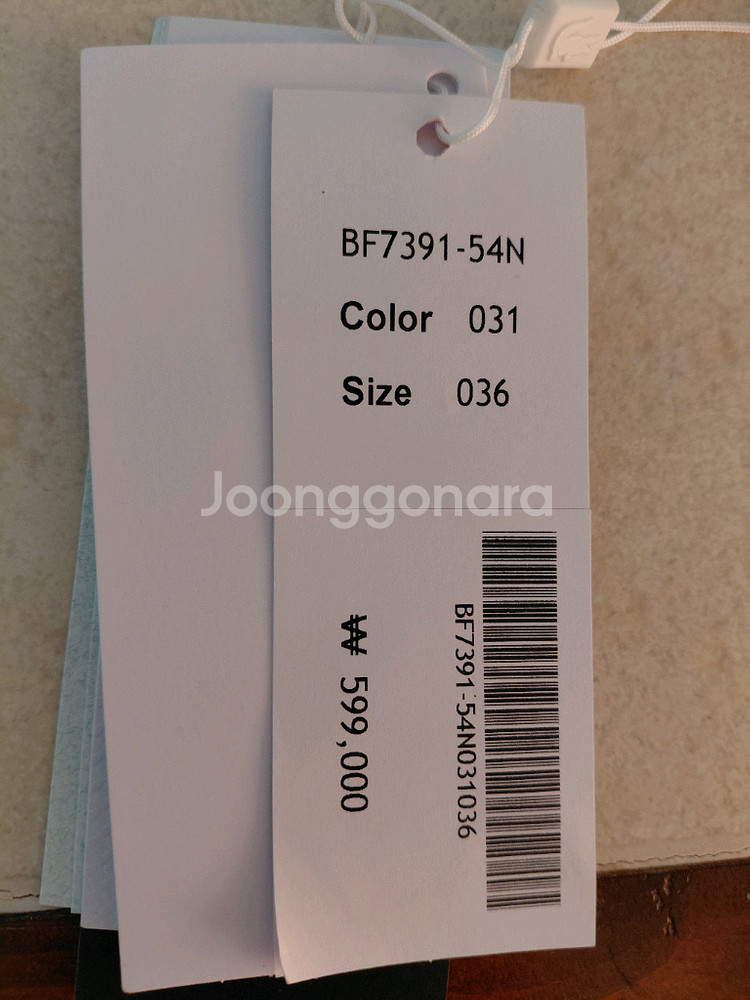 BF7391-54N
Color 031
Size 036
Joonggonara
₩ 599,000
BF7391-54N031036